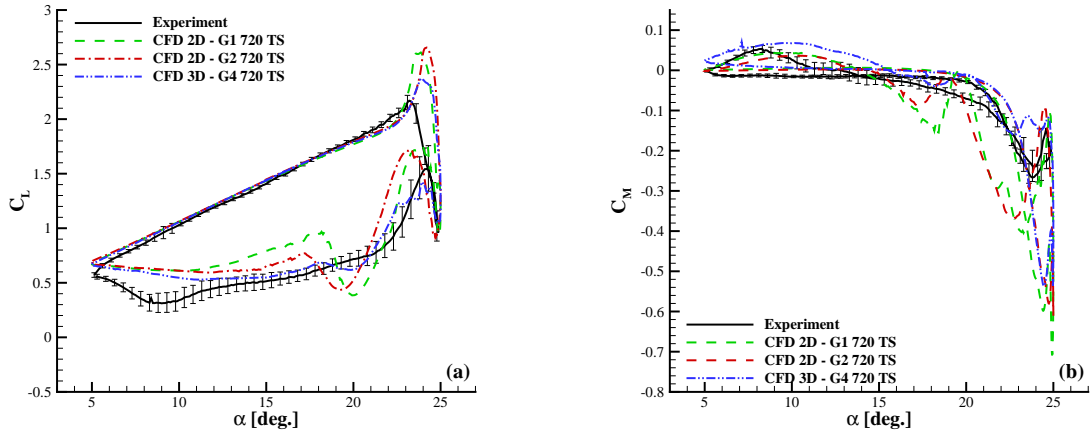 Experiment
CFD 2D - G1 720 TS
CFD 2D - G2 720 TS
CFD 3D - G4 720 TS
3
2.5
2
1.5
1
0.5
0
-0.5
C_L
5
10
15
20
25
α [deg.]
(a)
0.1
0
-0.1
-0.2
-0.3
-0.4
-0.5
-0.6
-0.7
-0.8
C_M
Experiment
CFD 2D - G1 720 TS
CFD 2D - G2 720 TS
CFD 3D - G4 720 TS
5
10
15
20
25
α [deg.]
(b)